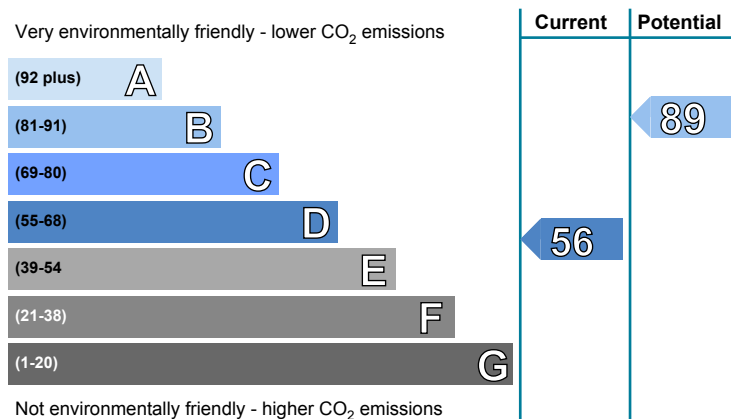 Very environmentally friendly - lower CO2 emissions
Current
Potential
(92 plus) A
(81-91) B
(69-80) C
(55-68) D
(39-54 E
(21-38) F
(1-20) G
56
89
Not environmentally friendly - higher CO2 emissions